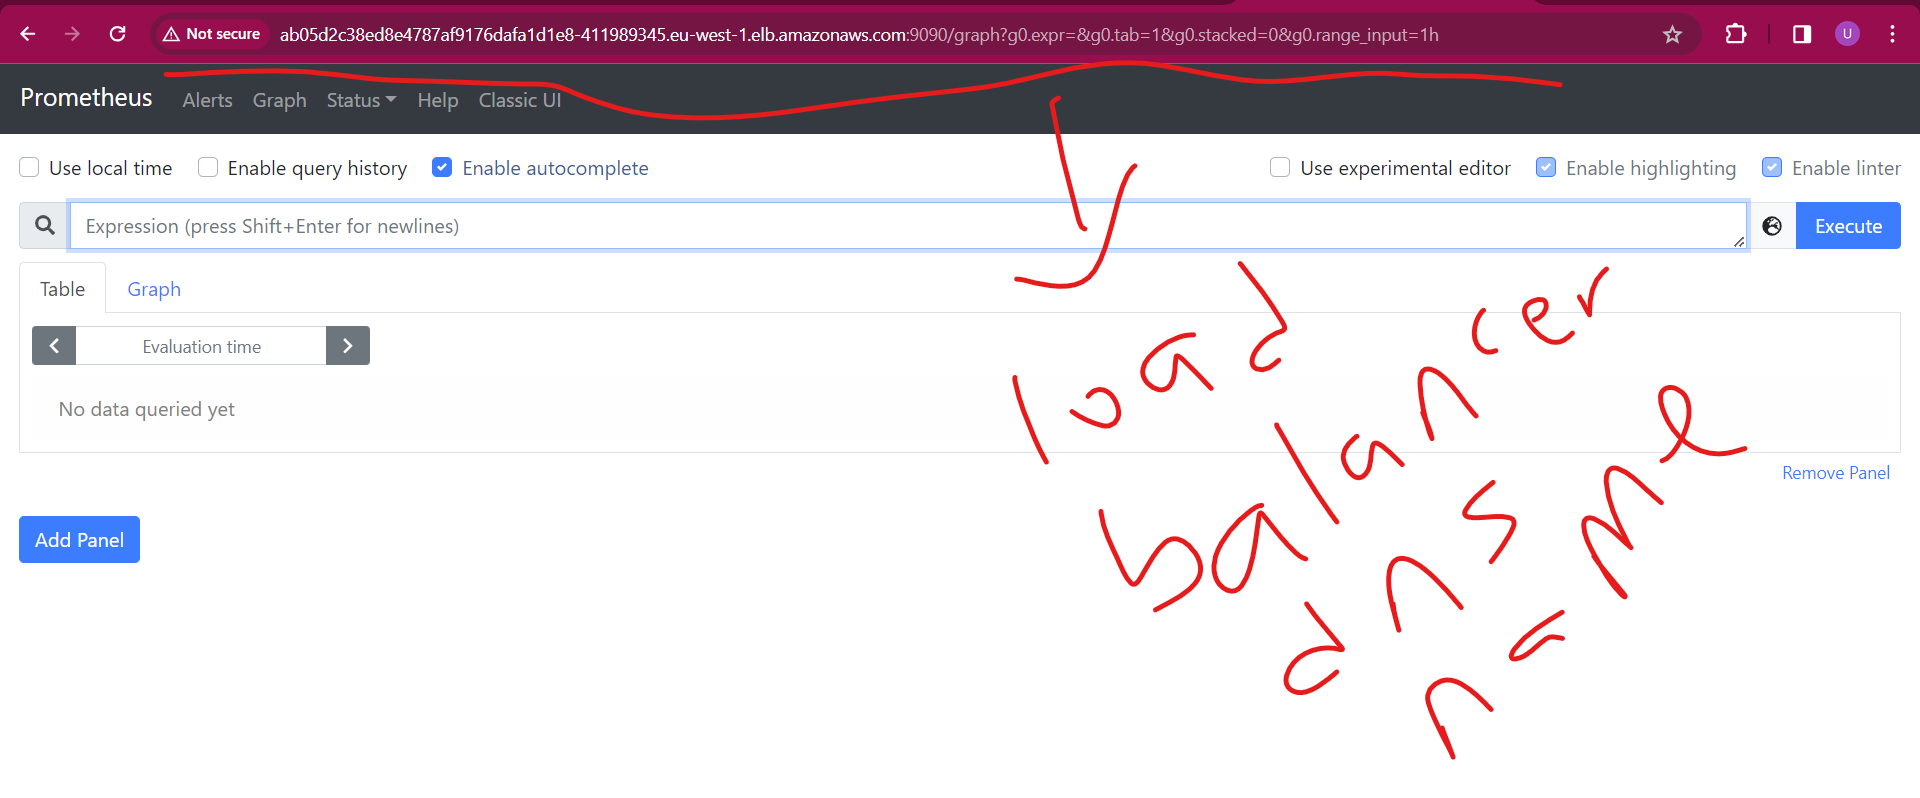 Not secure ab05d2c38ed8e4787af9176dafa1d1e8-411989345.eu-west-1.elb.amazonaws.com:9090/graph?g0.expr=&g0.tab=1&g0.stacked=0&g0.range_input=1h
U
Prometheus Alerts Graph Status Help Classic UI
Use local time Enable query history Enable autocomplete Use experimental editor Enable highlighting Enable linter
Expression (press Shift+Enter for newlines) Execute
Table Graph
Evaluation time
No data queried yet
Remove Panel
Add Panel
load
balancer
dns
name